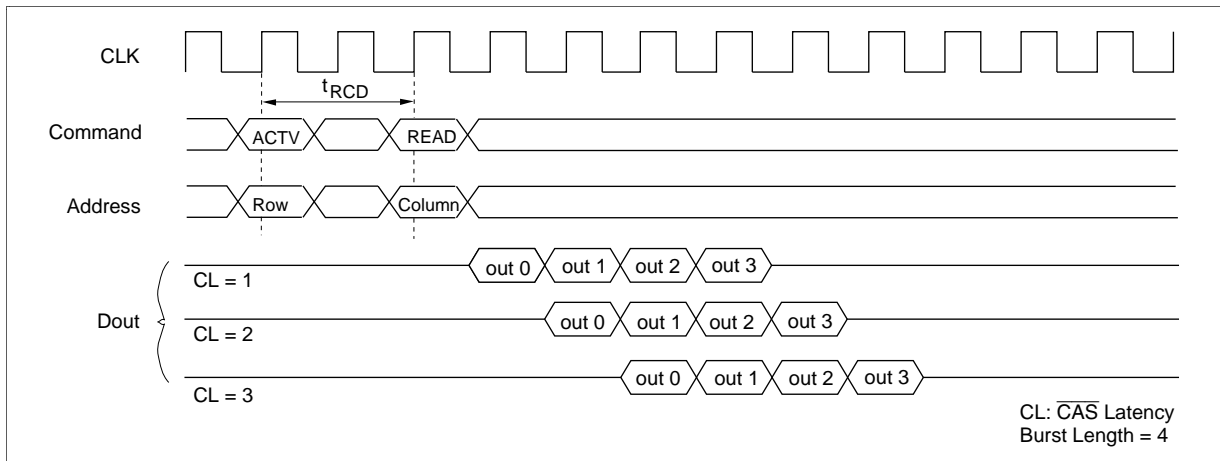 CLK
tRCD
Command
ACTV
READ
Address
Row
Column
out 0 out 1 out 2 out 3
CL = 1
Dout
out 0 out 1 out 2 out 3
CL = 2
out 0 out 1 out 2 out 3
CL = 3
CL: C̅A̅S̅ Latency
Burst Length = 4